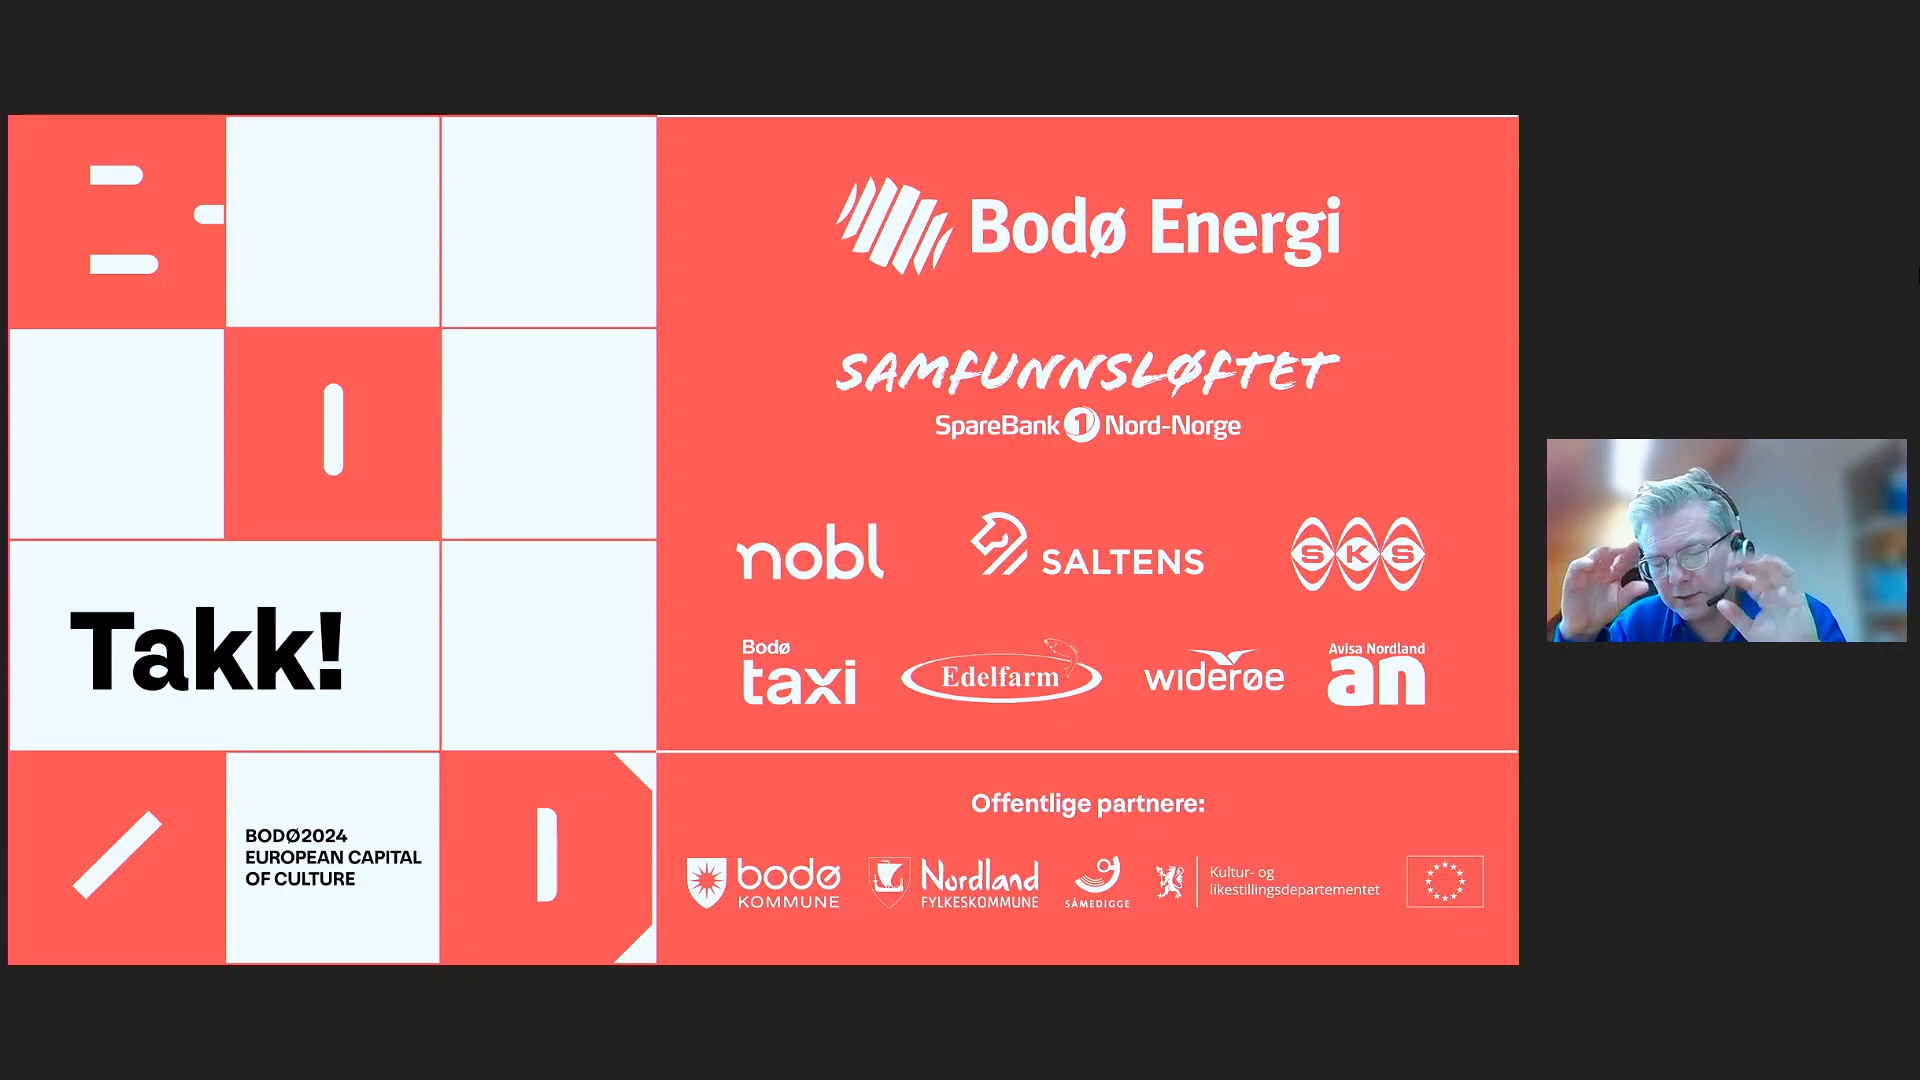 Takk!
BODØ2024
EUROPEAN CAPITAL
OF CULTURE
Bodø Energi
SAMFUNNSLØFTET
SpareBank 1 Nord-Norge
nobl
SALTENS
SKS
Bodø
taxi
Edelfarm
widerøe
Avisa Nordland
an
Offentlige partnere:
bodø
KOMMUNE
Nordland
FYLKESKOMMUNE
SÁMEDIGGE
Kultur- og
likestillingsdepartementet